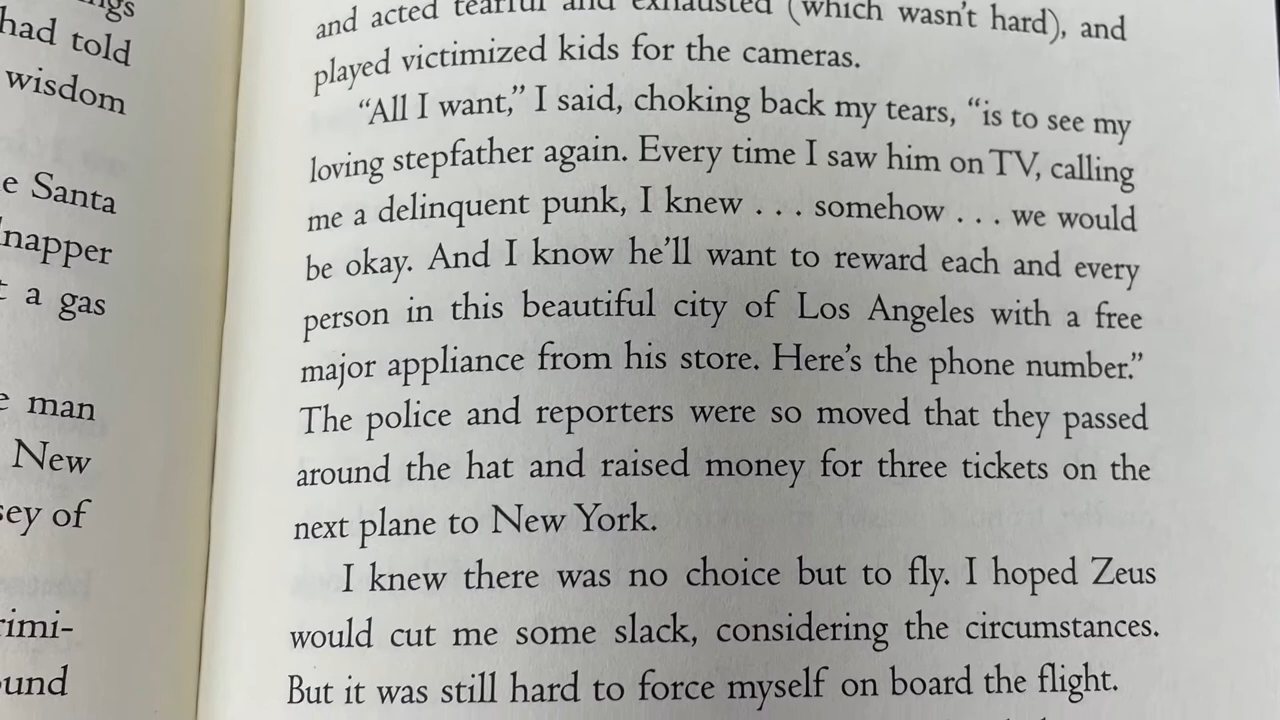 had told
wisdom
Santa
napper
a gas
man
New
of
and acted tearful and exhausted (which wasn't hard), and
played victimized kids for the cameras.
“All I want,” I said, choking back my tears, “is to see my
loving stepfather again. Every time I saw him on TV, calling
me a delinquent punk, I knew . . . somehow . . . we would
be okay. And I know he’ll want to reward each and every
person in this beautiful city of Los Angeles with a free
major appliance from his store. Here’s the phone number.”
The police and reporters were so moved that they passed
around the hat and raised money for three tickets on the
next plane to New York.
I knew there was no choice but to fly. I hoped Zeus
would cut me some slack, considering the circumstances.
But it was still hard to force myself on board the flight.